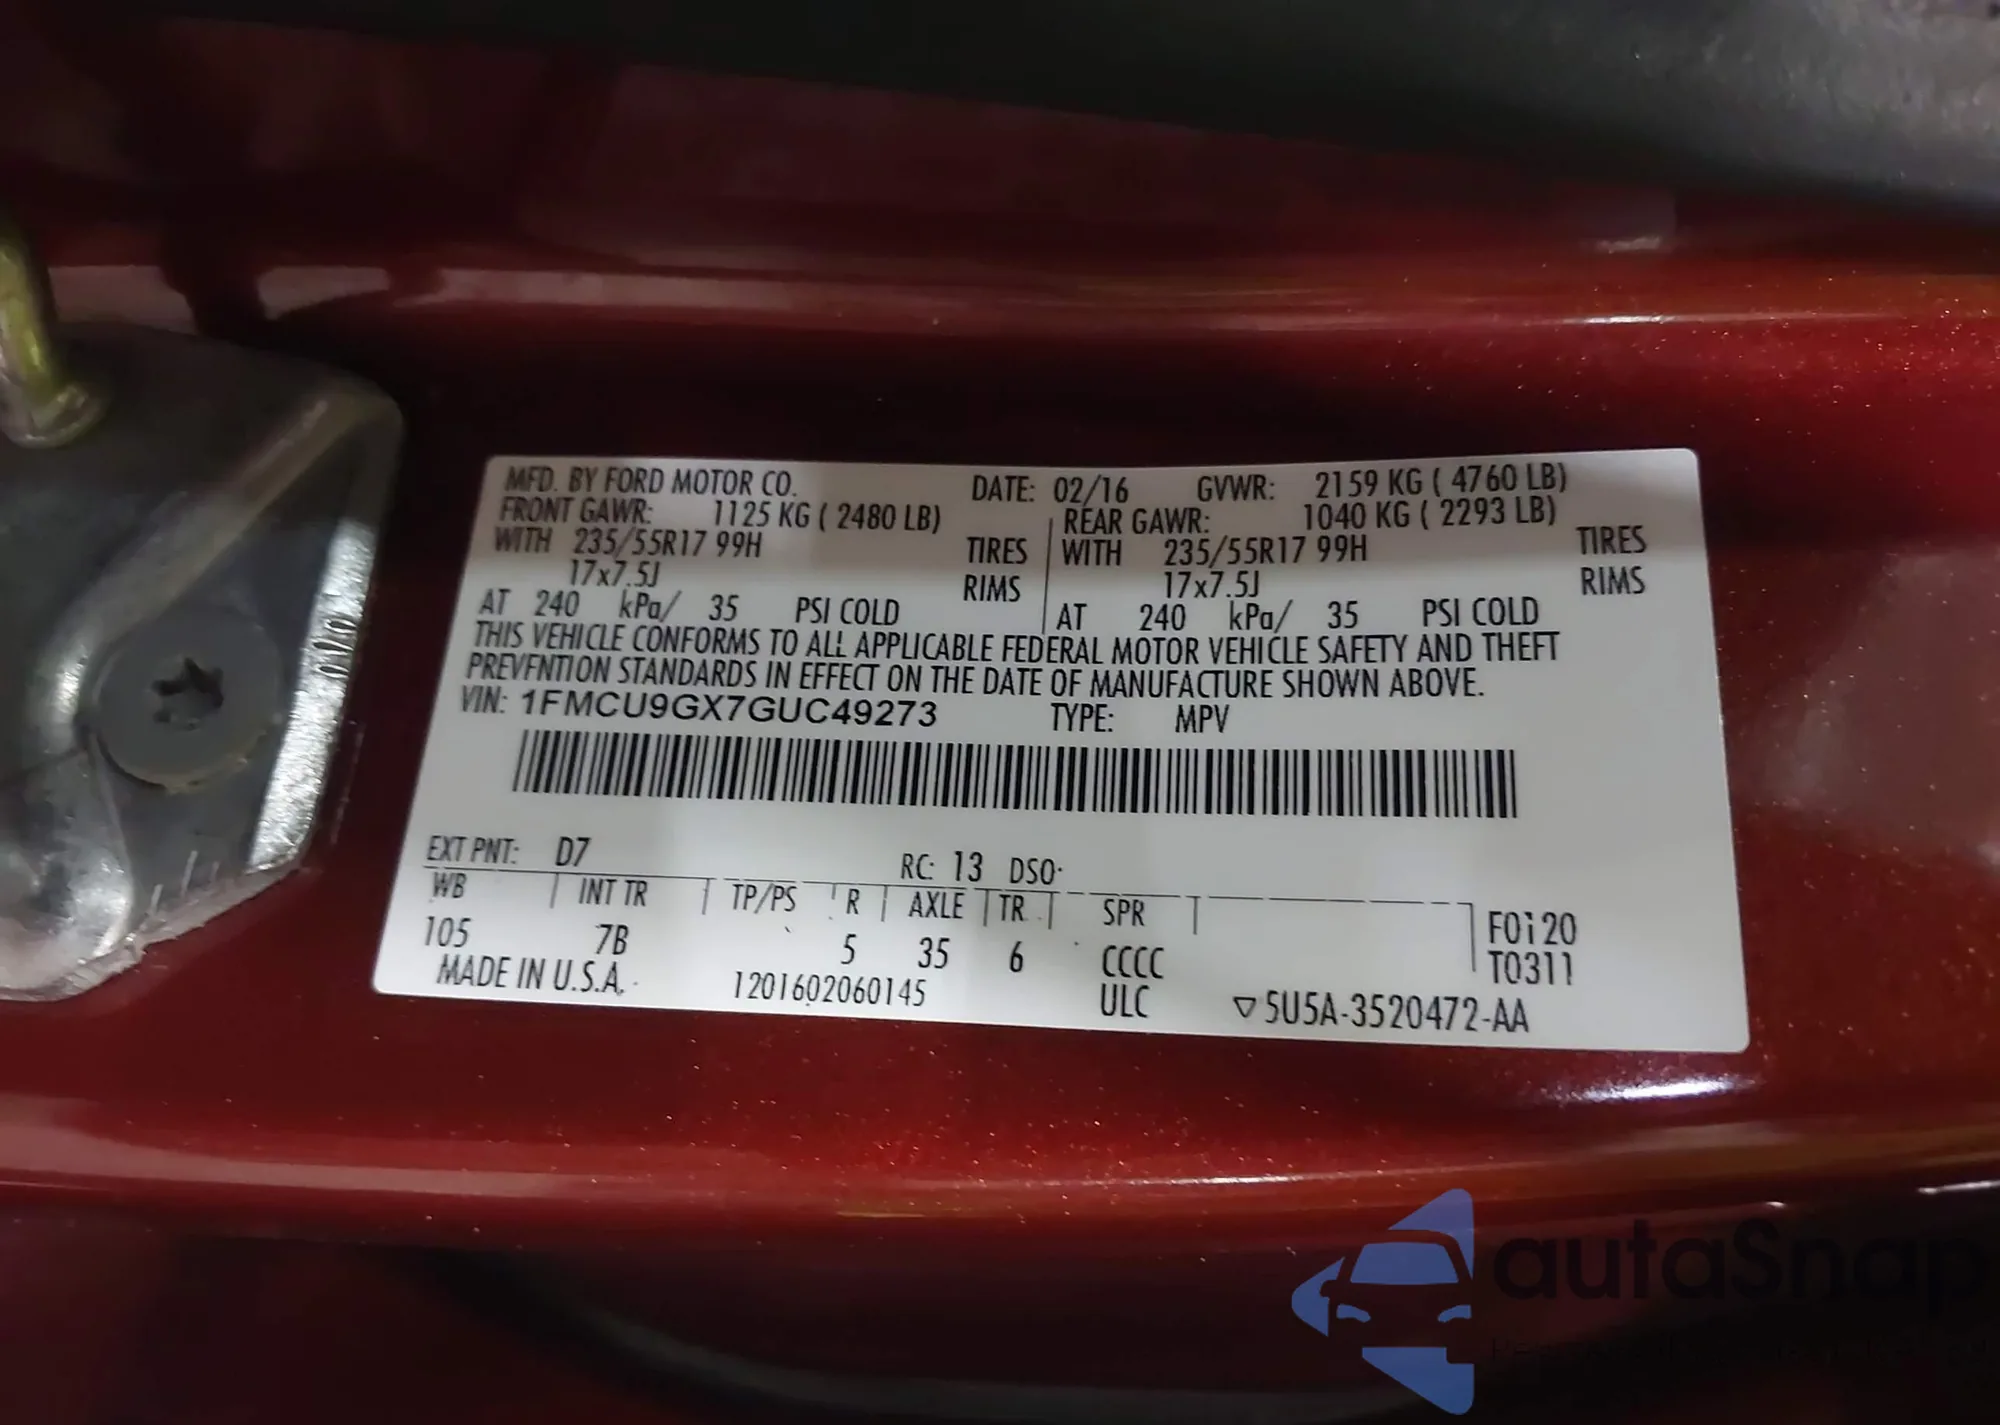 MFD. BY FORD MOTOR CO. DATE: 02/16 GVWR: 2159 KG ( 4760 LB)
FRONT GAWR: 1125 KG ( 2480 LB) REAR GAWR: 1040 KG ( 2293 LB)
WITH 235/55R17 99H TIRES WITH 235/55R17 99H TIRES
17x7.5J RIMS 17x7.5J RIMS
AT 240 kPa/ 35 PSI COLD AT 240 kPa/ 35 PSI COLD
THIS VEHICLE CONFORMS TO ALL APPLICABLE FEDERAL MOTOR VEHICLE SAFETY AND THEFT
PREVENTION STANDARDS IN EFFECT ON THE DATE OF MANUFACTURE SHOWN ABOVE.
VIN: 1FMCU9GX7GUC49273 TYPE: MPV
EXT PNT: D7 RC: 13 DSO:
WB INT TR TP/PS R AXLE TR SPR
105 7B 5 35 6 CCCC
F0120
T0311
MADE IN U.S.A. 1201602060145 ULC ▽5U5A-3520472-AA
autaSnap